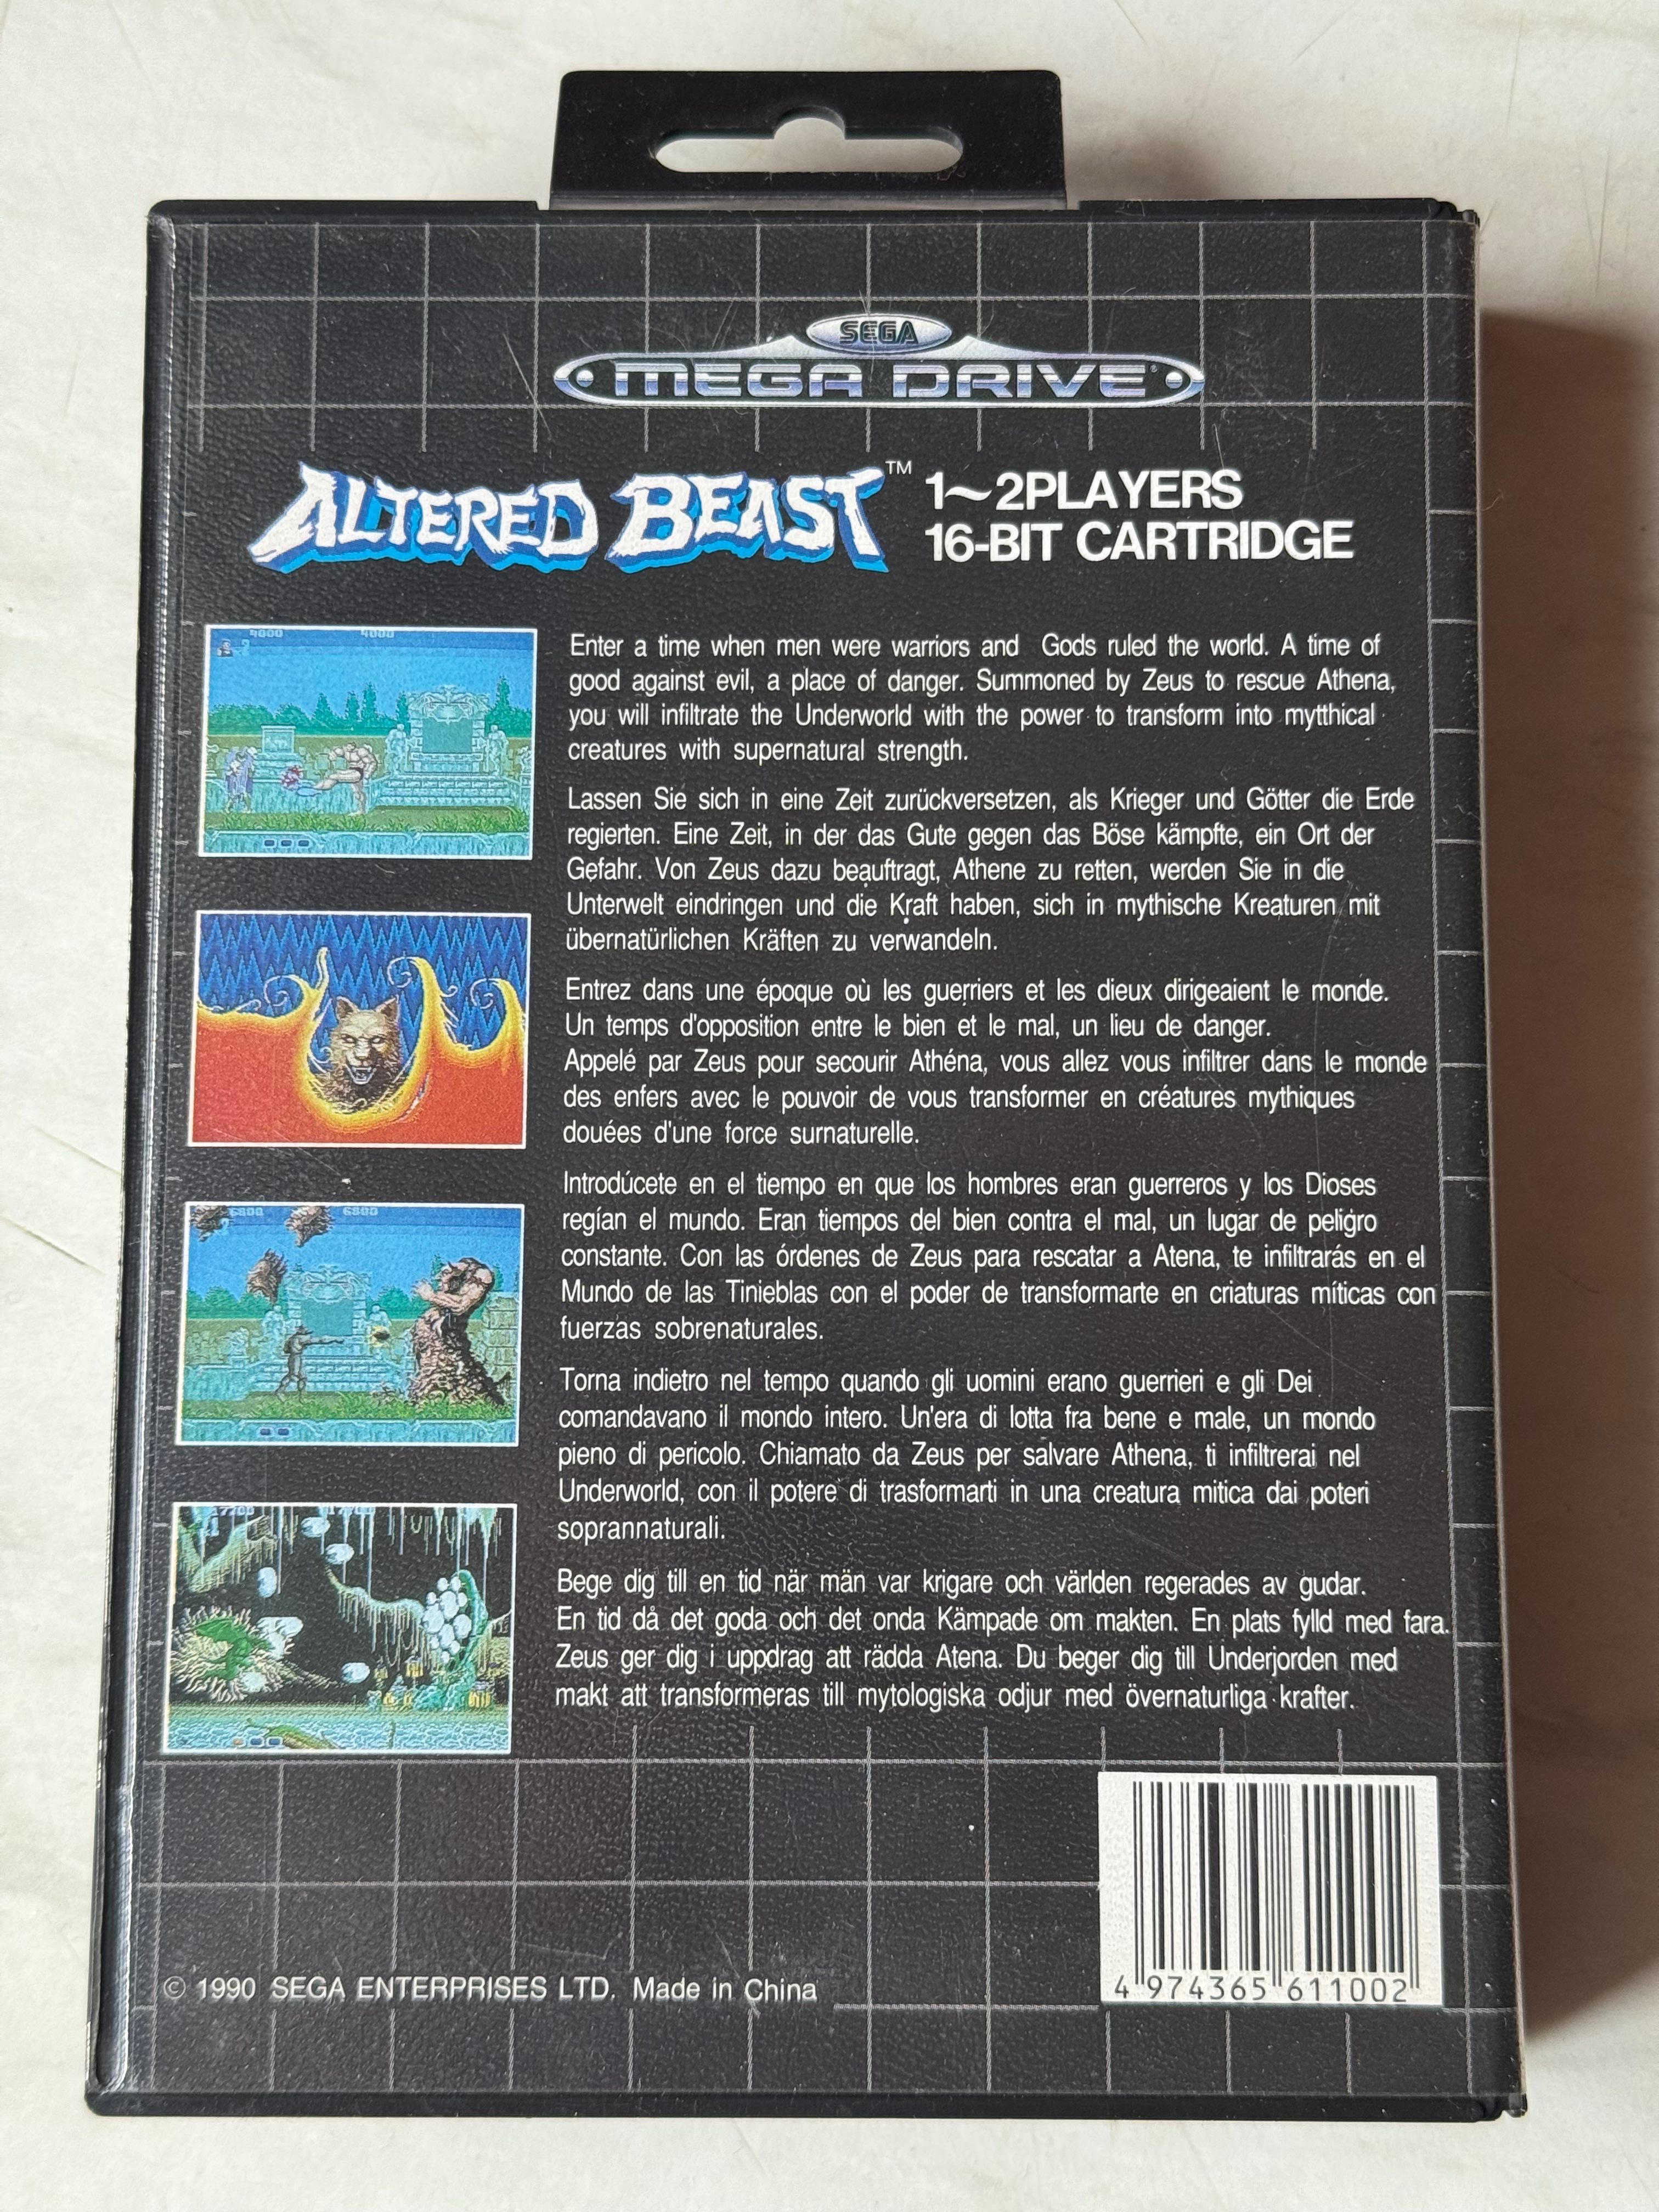 SEGA
MEGA DRIVE®
ALTERED BEAST™
1~2PLAYERS
16-BIT CARTRIDGE
4000 4000
Enter a time when men were warriors and Gods ruled the world. A time of
good against evil, a place of danger. Summoned by Zeus to rescue Athena,
you will infiltrate the Underworld with the power to transform into mytthical
creatures with supernatural strength.
Lassen Sie sich in eine Zeit zurückversetzen, als Krieger und Götter die Erde
regierten. Eine Zeit, in der das Gute gegen das Böse kämpfte, ein Ort der
Gefahr. Von Zeus dazu beauftragt, Athene zu retten, werden Sie in die
Unterwelt eindringen und die Kraft haben, sich in mythische Kreaturen mit
übernatürlichen Kräften zu verwandeln.
Entrez dans une époque où les guerriers et les dieux dirigeaient le monde.
Un temps d'opposition entre le bien et le mal, un lieu de danger.
Appelé par Zeus pour secourir Athéna, vous allez vous infiltrer dans le monde
des enfers avec le pouvoir de vous transformer en créatures mythiques
douées d'une force surnaturelle.
6800 6800
Introdúcete en el tiempo en que los hombres eran guerreros y los Dioses
regían el mundo. Eran tiempos del bien contra el mal, un lugar de peligro
constante. Con las órdenes de Zeus para rescatar a Atena, te infiltrarás en el
Mundo de las Tinieblas con el poder de transformarte en criaturas míticas con
fuerzas sobrenaturales.
Torna indietro nel tempo quando gli uomini erano guerrieri e gli Dei
comandavano il mondo intero. Un'era di lotta fra bene e male, un mondo
pieno di pericolo. Chiamato da Zeus per salvare Athena, ti infiltrerai nel
Underworld, con il potere di trasformarti in una creatura mitica dai poteri
soprannaturali.
Bege dig till en tid när män var krigare och världen regerades av gudar.
En tid då det goda och det onda Kämpade om makten. En plats fylld med fara.
Zeus ger dig i uppdrag att rädda Atena. Du beger dig till Underjorden med
makt att transformeras till mytologiska odjur med övernaturliga krafter.
© 1990 SEGA ENTERPRISES LTD. Made in China
4 974365 611002